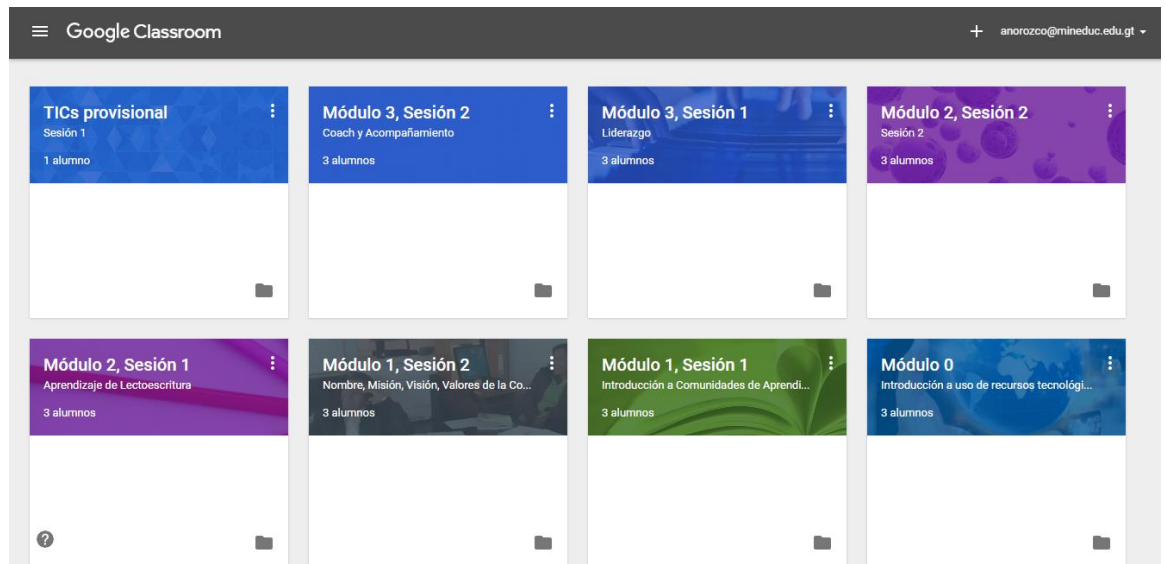 Google Classroom
anorozco@mineduc.edu.gt
TICs provisional
Sesión 1
1 alumno
Módulo 3, Sesión 2
Coach y Acompañamiento
3 alumnos
Módulo 3, Sesión 1
Liderazgo
3 alumnos
Módulo 2, Sesión 2
Sesión 2
3 alumnos
Módulo 2, Sesión 1
Aprendizaje de Lectoescritura
3 alumnos
Módulo 1, Sesión 2
Nombre, Misión, Visión, Valores de la Co...
3 alumnos
Módulo 1, Sesión 1
Introducción a Comunidades de Aprendi...
3 alumnos
Módulo 0
Introducción a uso de recursos tecnológi...
3 alumnos